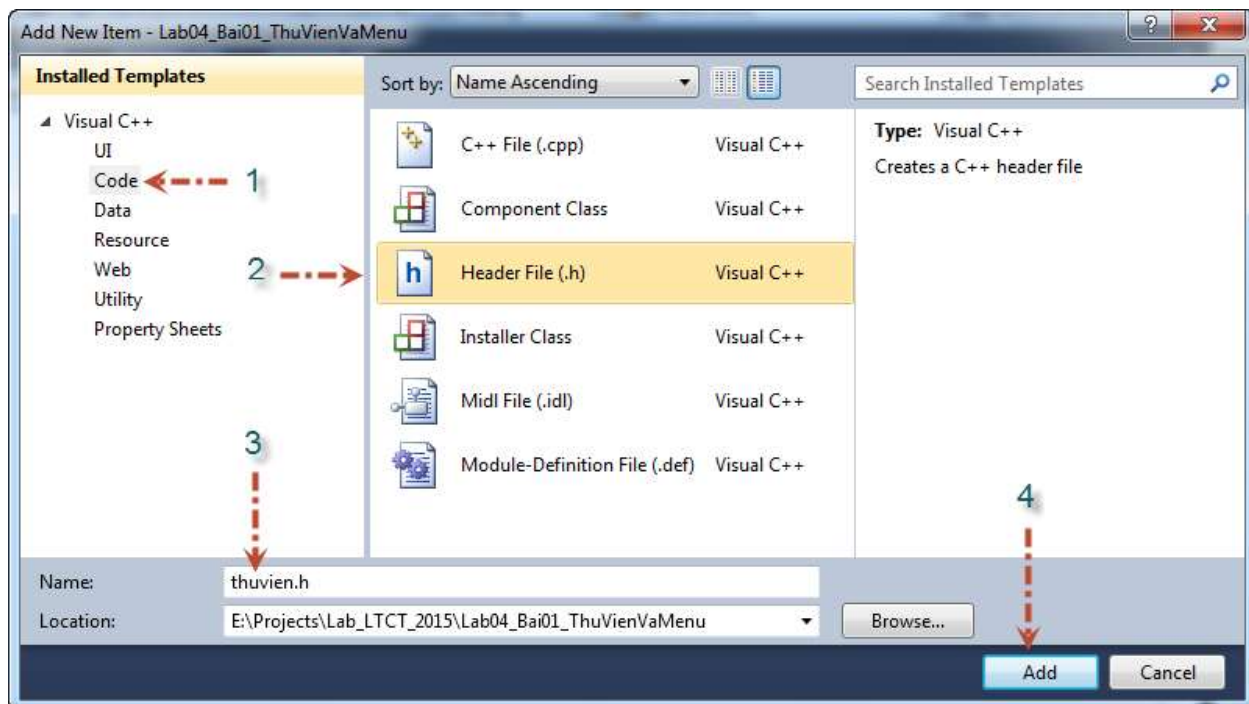 Add New Item - Lab04_Bai01_ThuVienVaMenu
?
X
Installed Templates
Sort by: Name Ascending
Search Installed Templates
Visual C++
UI
Code
1
Data
Resource
Web
2
Utility
Property Sheets
C++ File (.cpp) Visual C++
Component Class Visual C++
h
Header File (.h) Visual C++
Installer Class Visual C++
Midl File (.idl) Visual C++
Module-Definition File (.def) Visual C++
Type: Visual C++
Creates a C++ header file
3
4
Name: thuvien.h
Location: E:\Projects\Lab_LTCT_2015\Lab04_Bai01_ThuVienVaMenu
Browse...
Add
Cancel